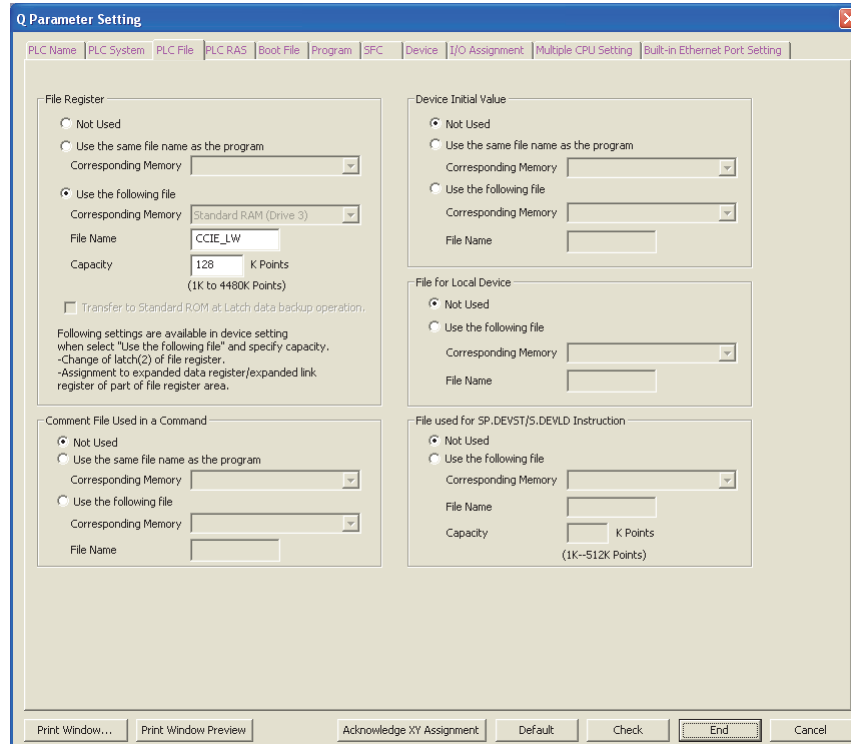 Q Parameter Setting
PLC Name PLC System PLC File PLC RAS Boot File Program SFC Device I/O Assignment Multiple CPU Setting Built-in Ethernet Port Setting
File Register
Not Used
Use the same file name as the program
Corresponding Memory
Use the following file
Corresponding Memory Standard RAM (Drive 3)
File Name CCIE_LW
Capacity 128 K Points
(1K to 4480K Points)
Transfer to Standard ROM at Latch data backup operation.
Following settings are available in device setting
when select "Use the following file" and specify capacity.
-Change of latch(2) of file register.
-Assignment to expanded data register/expanded link
register of part of file register area.
Comment File Used in a Command
Not Used
Use the same file name as the program
Corresponding Memory
Use the following file
Corresponding Memory
File Name
Device Initial Value
Not Used
Use the same file name as the program
Corresponding Memory
Use the following file
Corresponding Memory
File Name
File for Local Device
Not Used
Use the following file
Corresponding Memory
File Name
File used for SP.DEVST/S.DEVLD Instruction
Not Used
Use the following file
Corresponding Memory
File Name
Capacity K Points
(1K--512K Points)
Print Window... Print Window Preview Acknowledge XY Assignment Default Check End Cancel